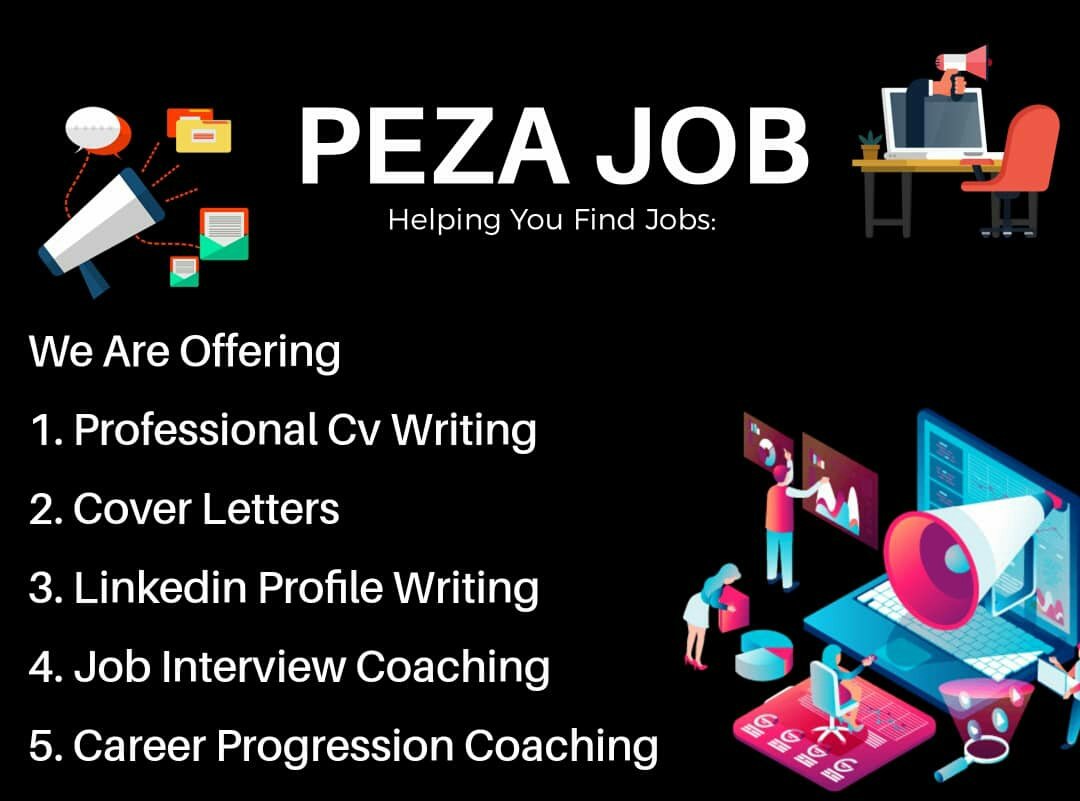 PEZA JOB
Helping You Find Jobs:
We Are Offering
1. Professional Cv Writing
2. Cover Letters
3. Linkedin Profile Writing
4. Job Interview Coaching
5. Career Progression Coaching